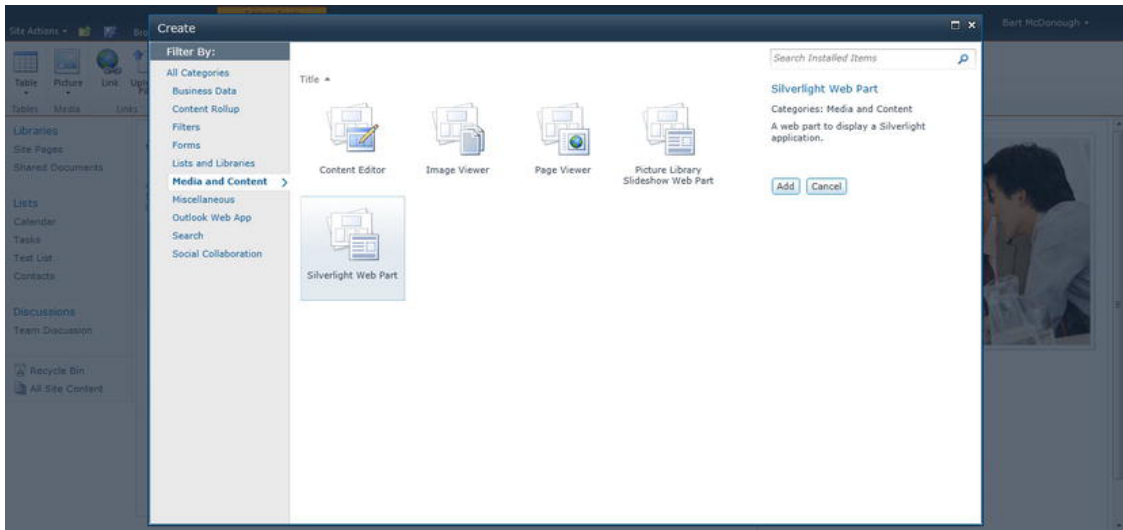 Site Actions
Bart McDonough
Create
Filter By:
All Categories
Business Data
Content Rollup
Filters
Forms
Lists and Libraries
Media and Content
Miscellaneous
Outlook Web App
Search
Social Collaboration
Title
Content Editor
Image Viewer
Page Viewer
Picture Library
Slideshow Web Part
Silverlight Web Part
Search Installed Items
Silverlight Web Part
Categories: Media and Content
A web part to display a Silverlight
application.
Add Cancel
Table Picture Link
Tables Media Links
Libraries
Site Pages
Shared Documents
Lists
Calendar
Tasks
Test List
Contacts
Discussions
Team Discussion
Recycle Bin
All Site Content